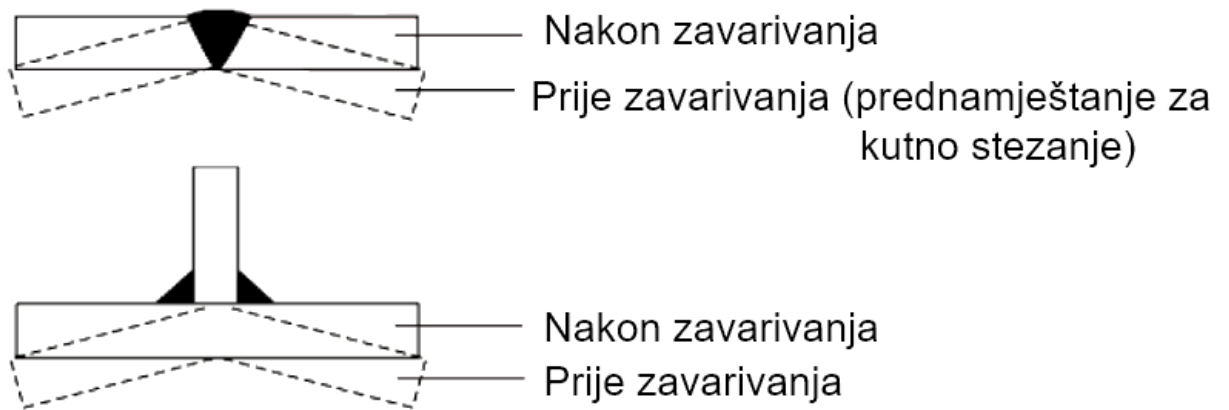 Nakon zavarivanja
Prije zavarivanja (prednamještanje za
kutno stezanje)
Nakon zavarivanja
Prije zavarivanja